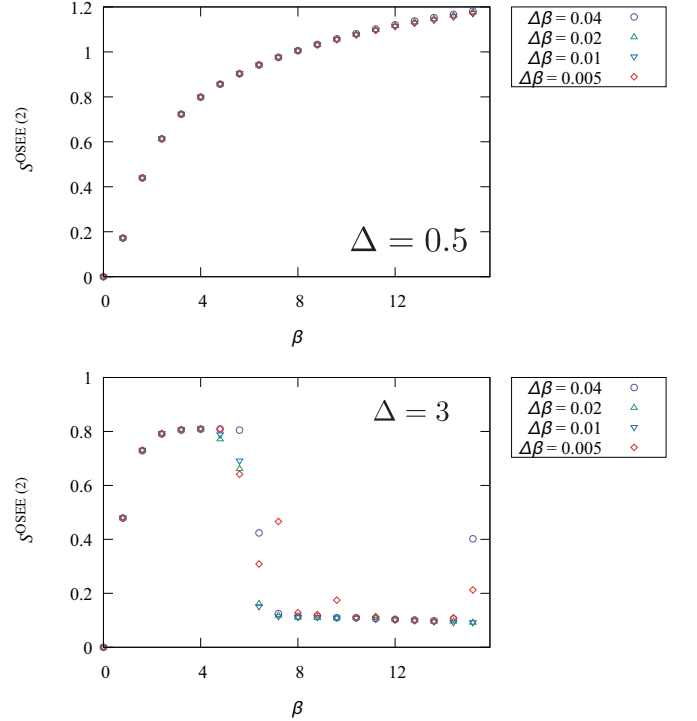 1.2
1
0.8
0.6
0.4
0.2
0
S^OSEE (2)
0 4 8 12
β
Δ = 0.5
Δβ = 0.04
Δβ = 0.02
Δβ = 0.01
Δβ = 0.005
1
0.8
0.6
0.4
0.2
0
S^OSEE (2)
0 4 8 12
β
Δ = 3
Δβ = 0.04
Δβ = 0.02
Δβ = 0.01
Δβ = 0.005